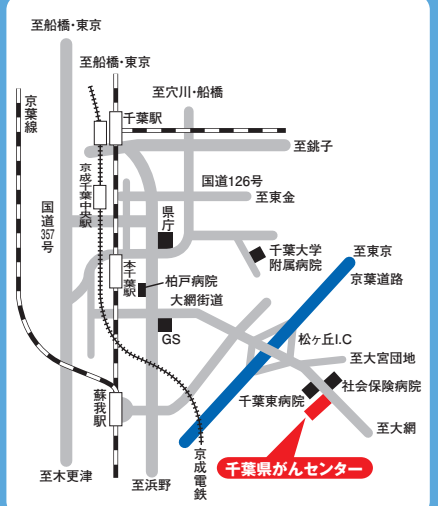 至船橋・東京
至船橋・東京
京葉線
至穴川・船橋
千葉駅
至銚子
京成千葉中央駅
国道126号
至東金
国道357号
県庁
千葉大学
附属病院
至東京
京葉道路
本千葉駅
柏戸病院
大網街道
GS
松ヶ丘I.C
至大宮団地
社会保険病院
千葉東病院
蘇我駅
至大網
京成電鉄
千葉県がんセンター
至木更津
至浜野